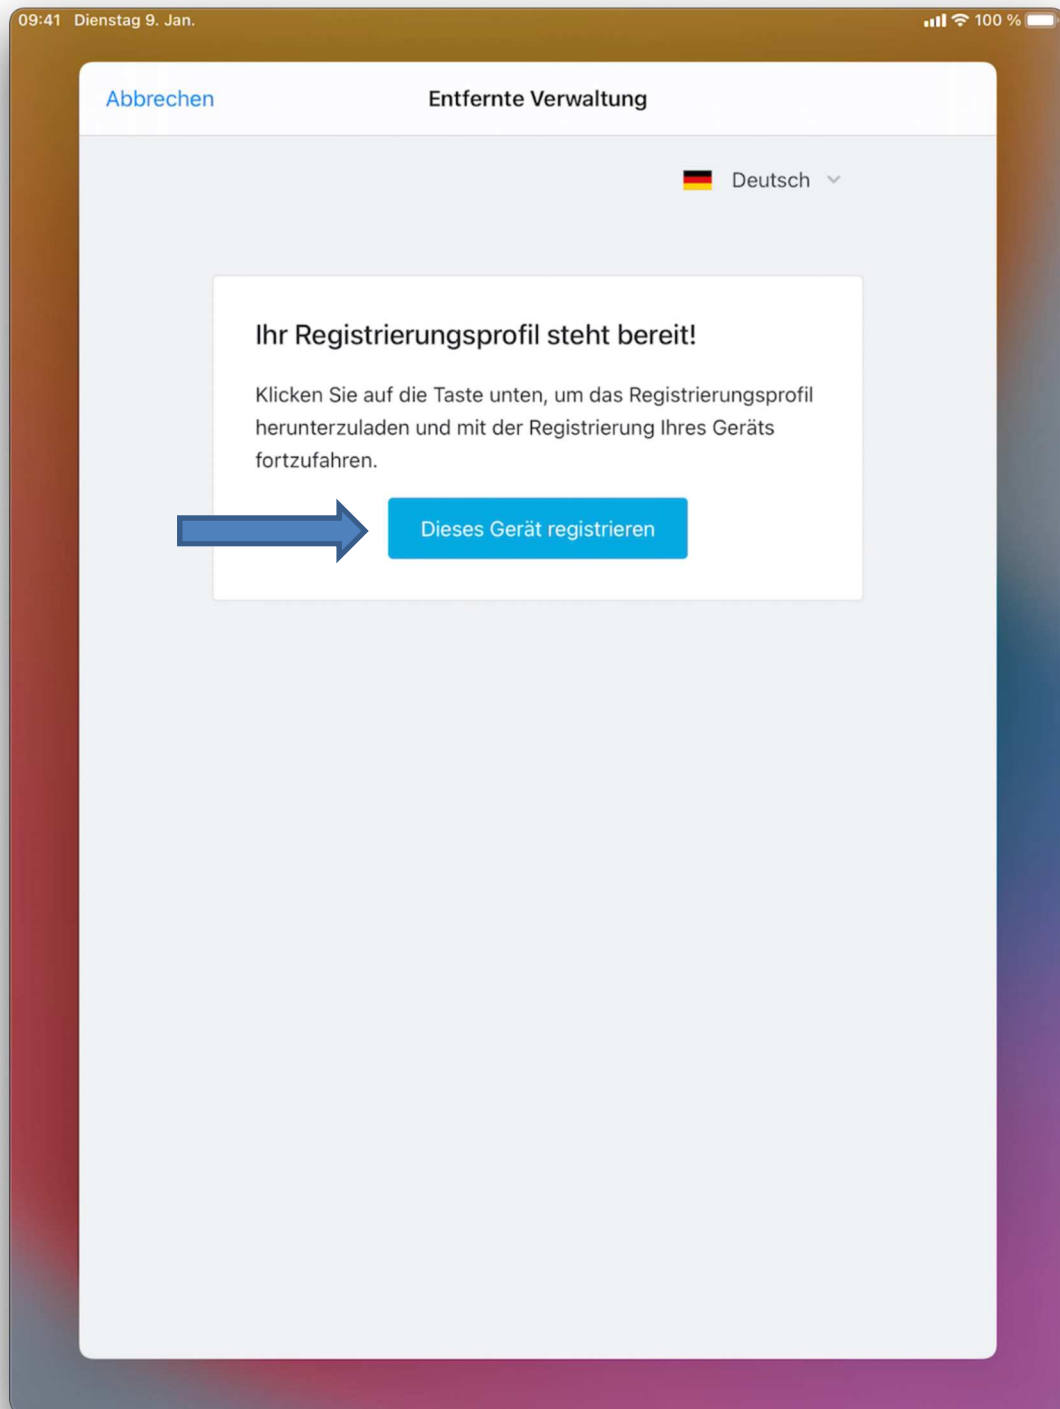 09:41 Dienstag 9. Jan. 100 %
Abbrechen Entfernte Verwaltung
Deutsch
Ihr Registrierungsprofil steht bereit!
Klicken Sie auf die Taste unten, um das Registrierungsprofil
herunterzuladen und mit der Registrierung Ihres Geräts
fortzufahren.
Dieses Gerät registrieren